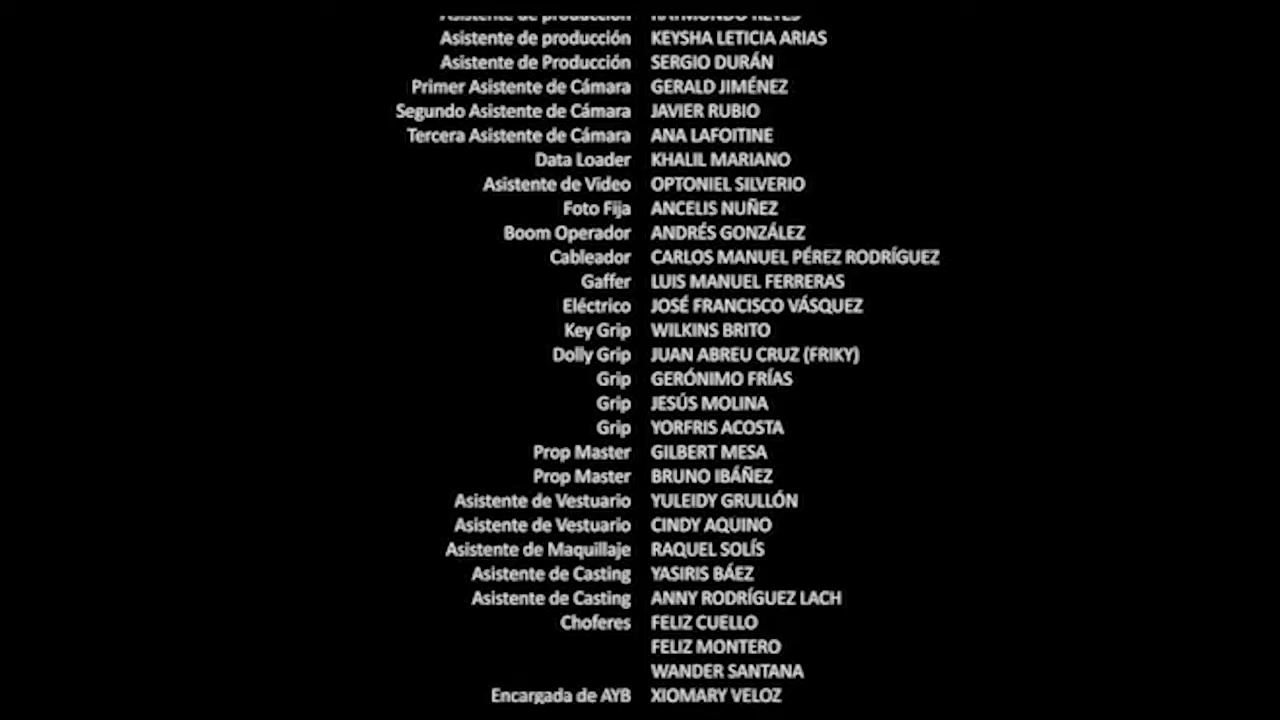 Asistente de producción RAYMUNDO REYES
Asistente de producción KEYSHA LETICIA ARIAS
Asistente de Producción SERGIO DURÁN
Primer Asistente de Cámara GERALD JIMÉNEZ
Segundo Asistente de Cámara JAVIER RUBIO
Tercera Asistente de Cámara ANA LAFOITINE
Data Loader KHALIL MARIANO
Asistente de Video OPTONIEL SILVERIO
Foto Fija ANCELIS NUÑEZ
Boom Operador ANDRÉS GONZÁLEZ
Cableador CARLOS MANUEL PÉREZ RODRÍGUEZ
Gaffer LUIS MANUEL FERRERAS
Eléctrico JOSÉ FRANCISCO VÁSQUEZ
Key Grip WILKINS BRITO
Dolly Grip JUAN ABREU CRUZ (FRIKY)
Grip GERÓNIMO FRÍAS
Grip JESÚS MOLINA
Grip YORFRIS ACOSTA
Prop Master GILBERT MESA
Prop Master BRUNO IBÁÑEZ
Asistente de Vestuario YULEIDY GRULLÓN
Asistente de Vestuario CINDY AQUINO
Asistente de Maquillaje RAQUEL SOLÍS
Asistente de Casting YASIRIS BÁEZ
Asistente de Casting ANNY RODRÍGUEZ LACH
Choferes FELIZ CUELLO
FELIZ MONTERO
WANDER SANTANA
Encargada de AYB XIOMARY VELOZ